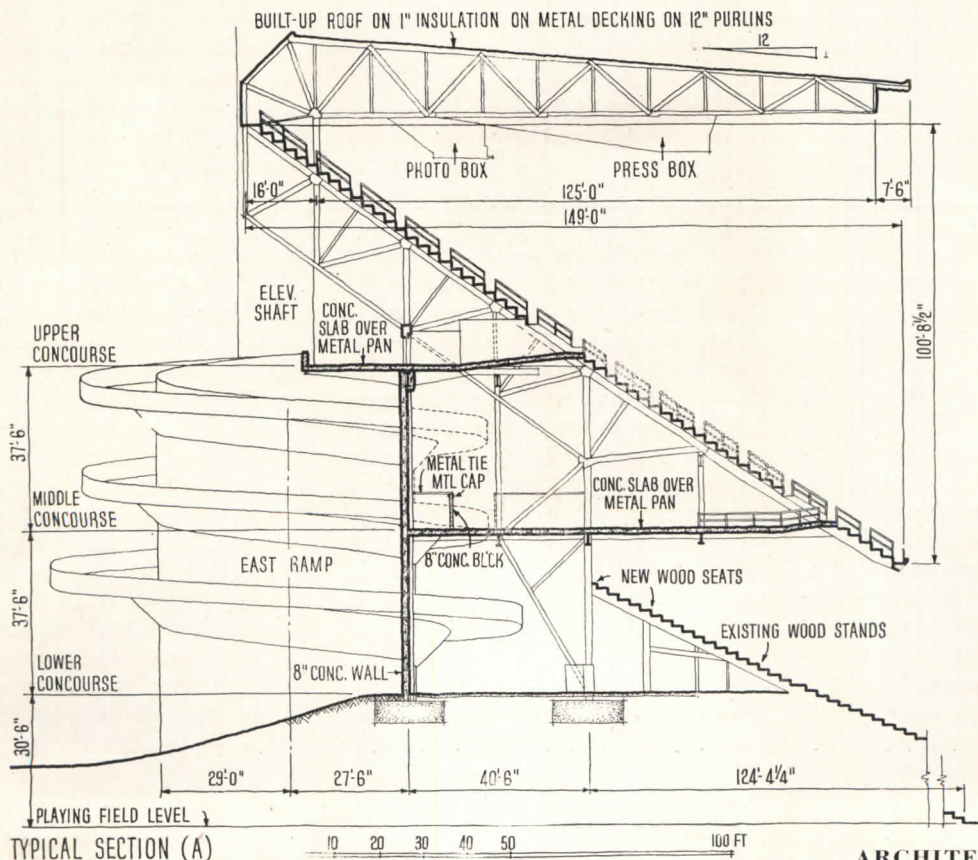 BUILT-UP ROOF ON 1" INSULATION ON METAL DECKING ON 12" PURLINS
12
1
PHOTO BOX
PRESS BOX
16'-0"
125'-0"
7'-6"
149'-0"
100'-8½"
ELEV.
SHAFT
CONC.
SLAB OVER
METAL PAN
UPPER
CONCOURSE
37'-6"
METAL TIE
MTL CAP
CONC. SLAB OVER
METAL PAN
MIDDLE
CONCOURSE
8" CONC. BLCK
EAST RAMP
NEW WOOD SEATS
37'-6"
EXISTING WOOD STANDS
LOWER
CONCOURSE
8" CONC. WALL
30'-6"
29'-0"
27'-6"
40'-6"
124'-4¼"
PLAYING FIELD LEVEL
TYPICAL SECTION (A)
10 20 30 40 50 100 FT
ARCHITE